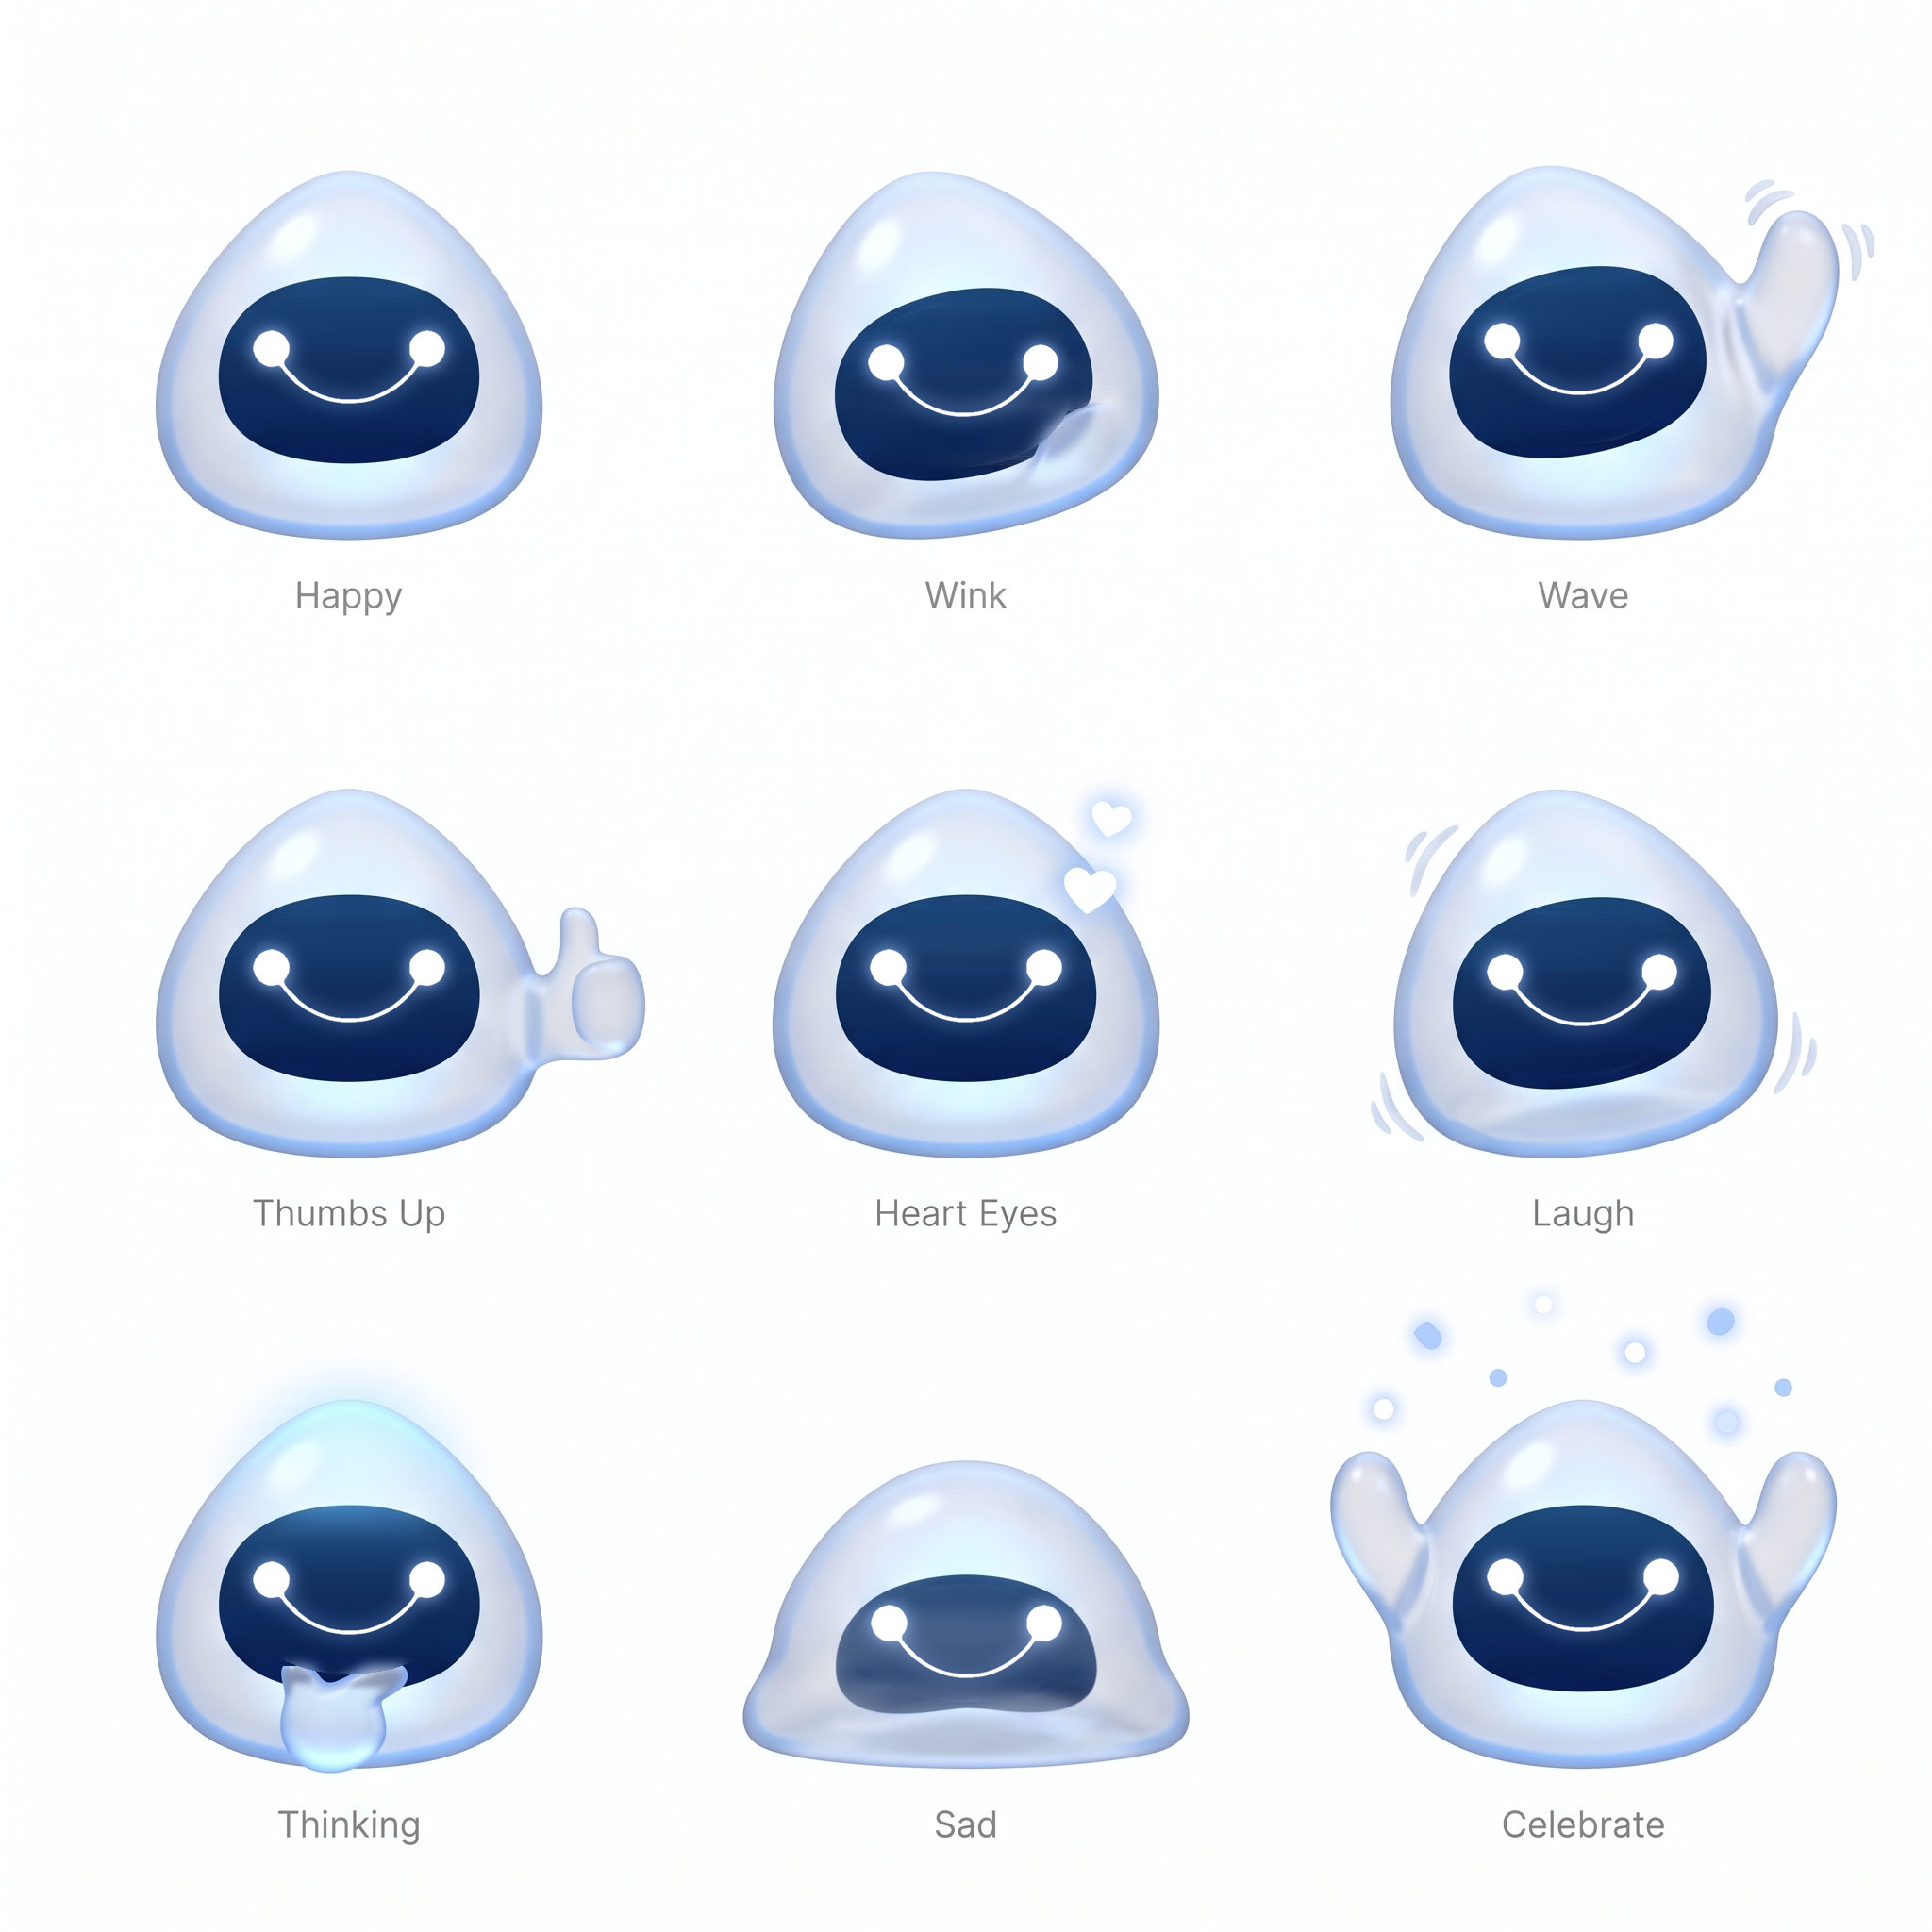 Happy
Wink
Wave
Thumbs Up
Heart Eyes
Laugh
Thinking
Sad
Celebrate